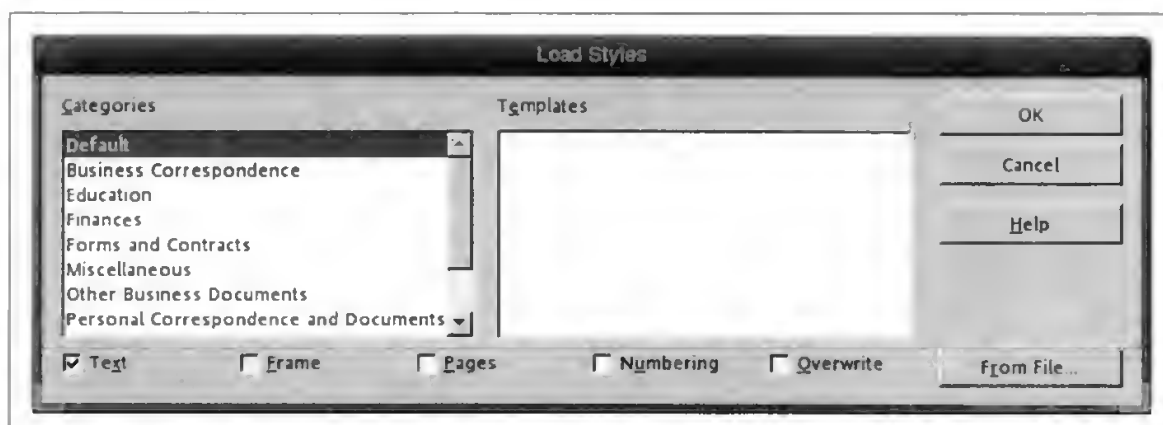 Load Styles
Categories
Templates
Default
Business Correspondence
Education
Finances
Forms and Contracts
Miscellaneous
Other Business Documents
Personal Correspondence and Documents
OK
Cancel
Help
Text
Frame
Pages
Numbering
Overwrite
From File...